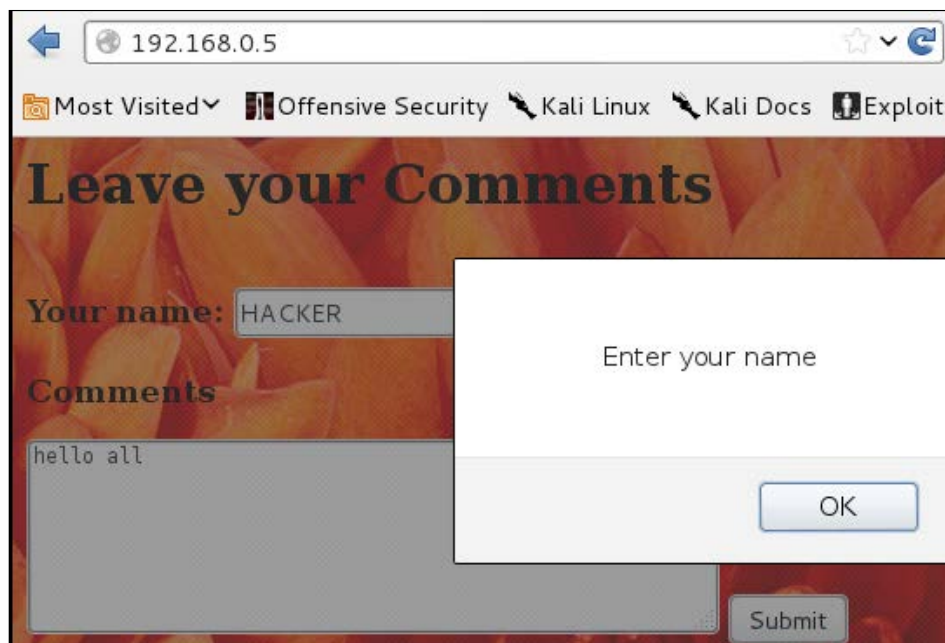 192.168.0.5
Most Visited Offensive Security Kali Linux Kali Docs Exploit
Leave your Comments
Your name: HACKER
Enter your name
Comments
hello all
OK
Submit